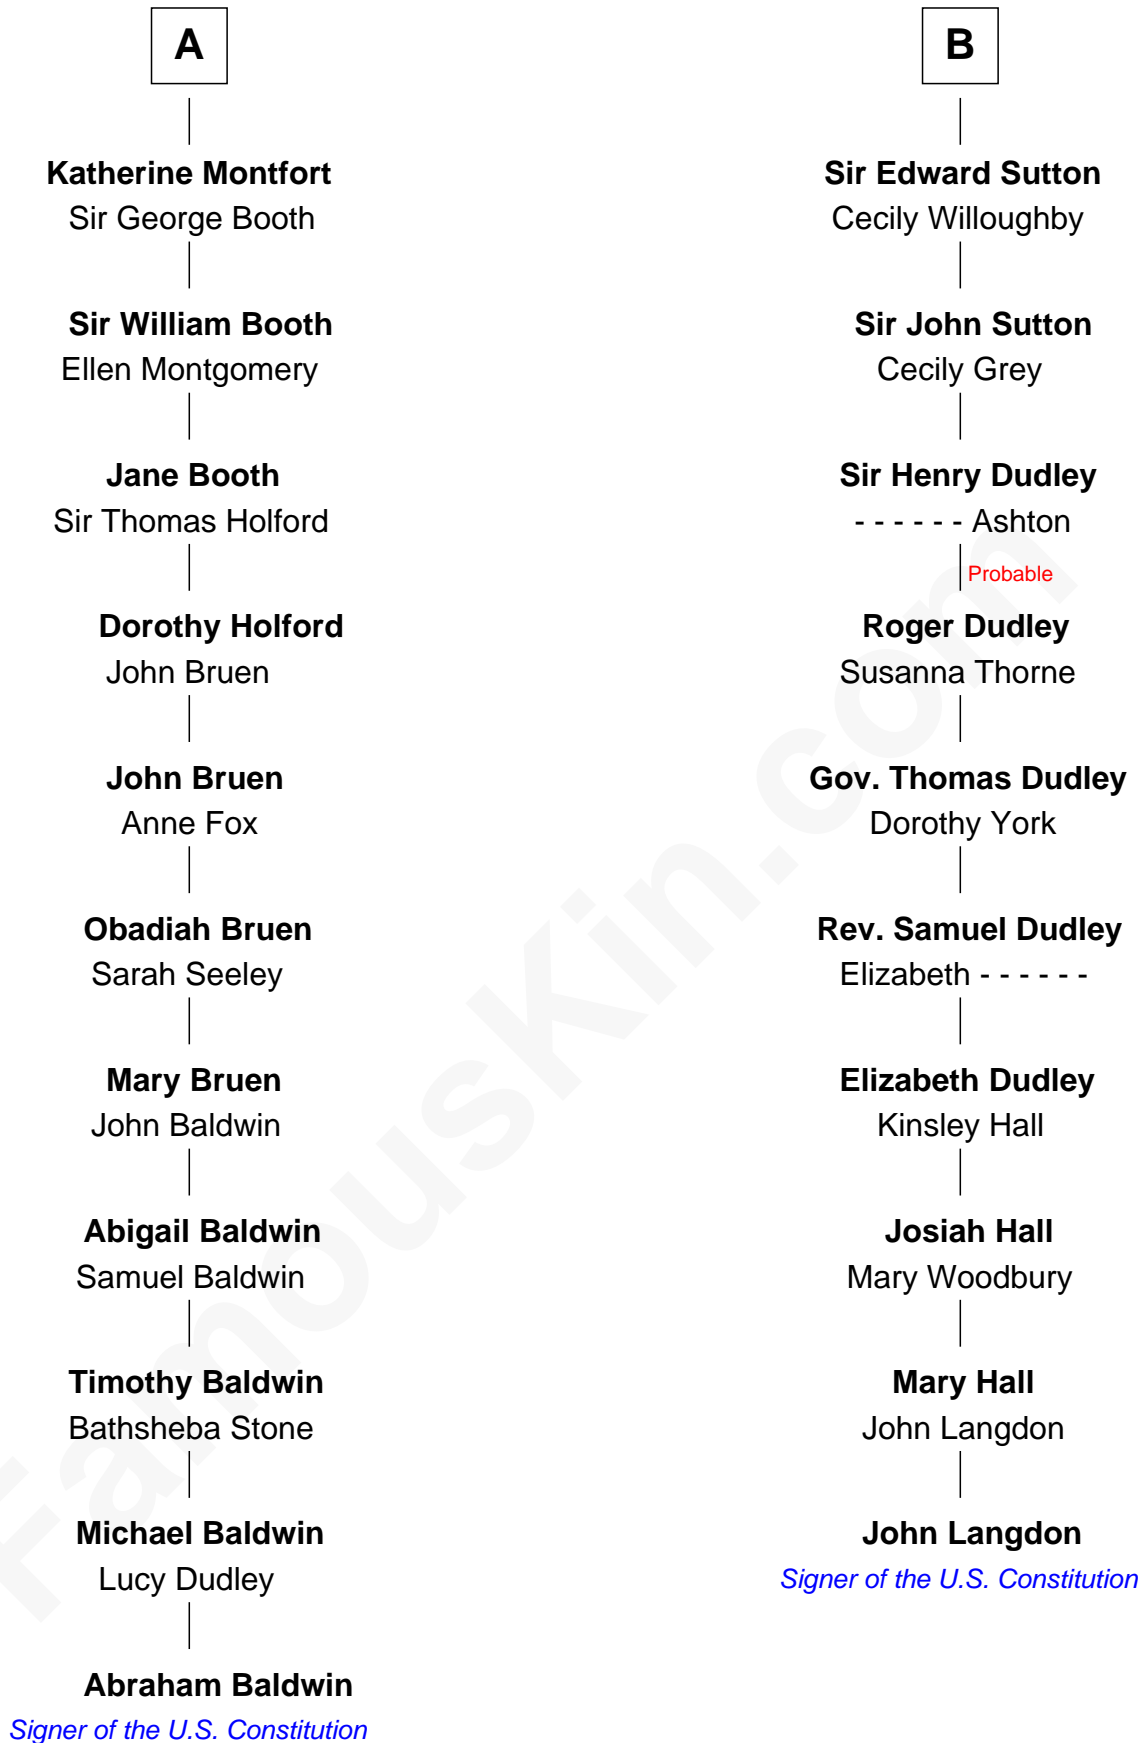 A
Katherine Montfort
Sir George Booth
Sir William Booth
Ellen Montgomery
Jane Booth
Sir Thomas Holford
Dorothy Holford
John Bruen
John Bruen
Anne Fox
Obadiah Bruen
Sarah Seeley
Mary Bruen
John Baldwin
Abigail Baldwin
Samuel Baldwin
Timothy Baldwin
Bathsheba Stone
Michael Baldwin
Lucy Dudley
Abraham Baldwin
Signer of the U.S. Constitution
B
Sir Edward Sutton
Cecily Willoughby
Sir John Sutton
Cecily Grey
Sir Henry Dudley
- - - - - - Ashton
Probable
Roger Dudley
Susanna Thorne
Gov. Thomas Dudley
Dorothy York
Rev. Samuel Dudley
Elizabeth - - - - - -
Elizabeth Dudley
Kinsley Hall
Josiah Hall
Mary Woodbury
Mary Hall
John Langdon
John Langdon
Signer of the U.S. Constitution
FamousKin.com